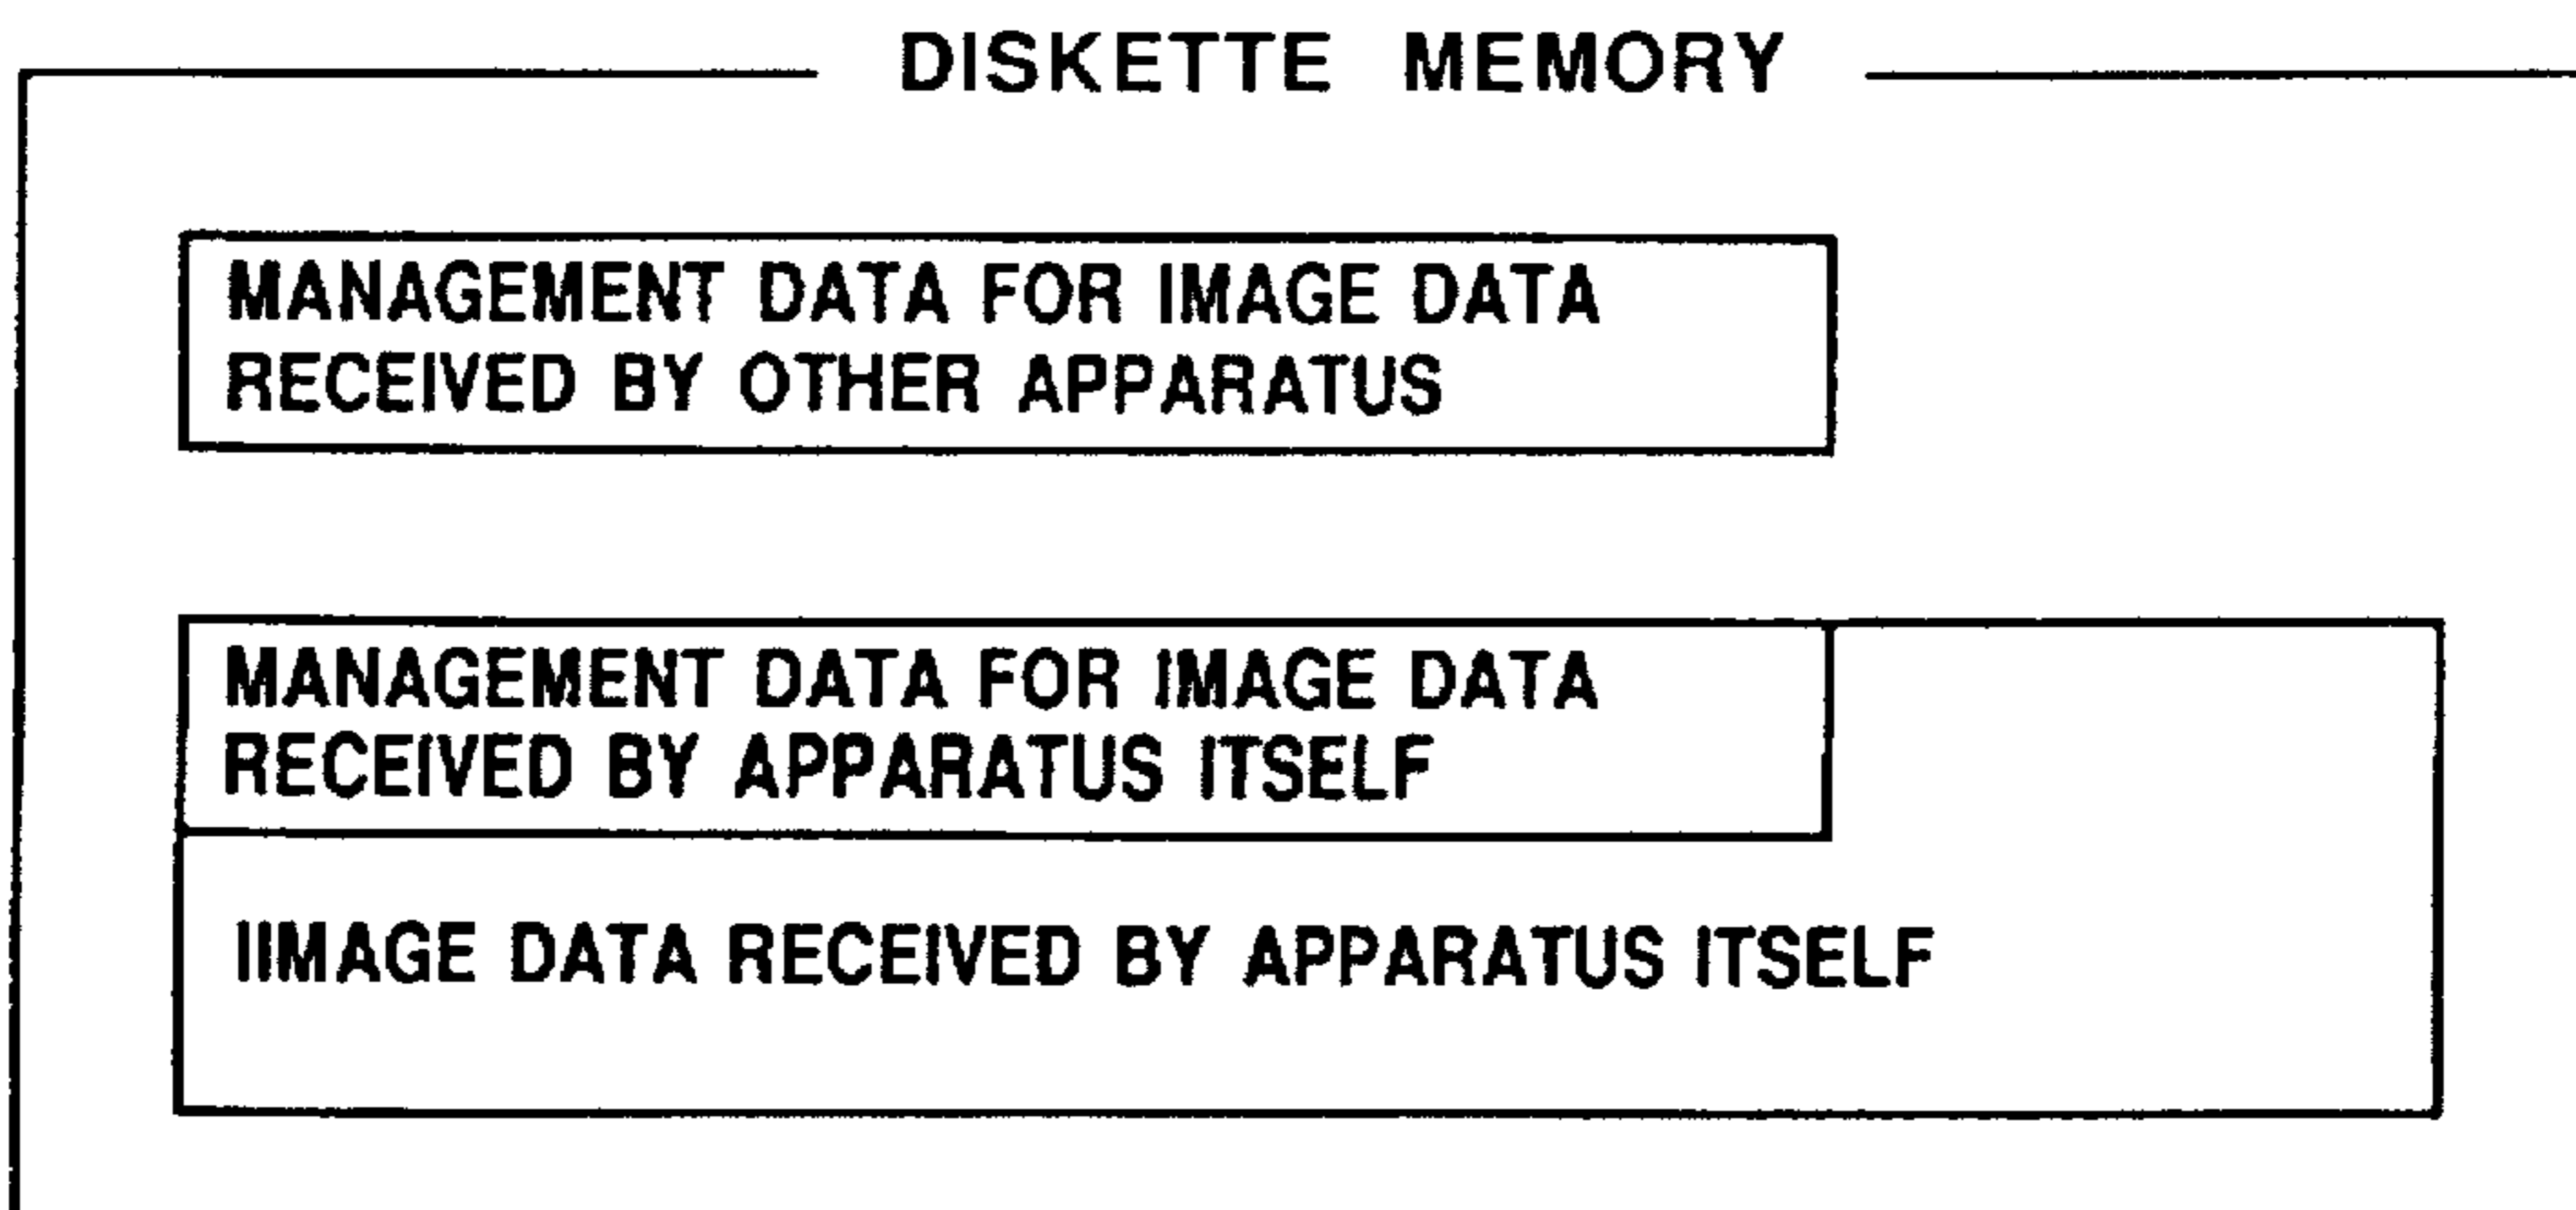 DISKETTE MEMORY
MANAGEMENT DATA FOR IMAGE DATA
RECEIVED BY OTHER APPARATUS
MANAGEMENT DATA FOR IMAGE DATA
RECEIVED BY APPARATUS ITSELF
IIMAGE DATA RECEIVED BY APPARATUS ITSELF